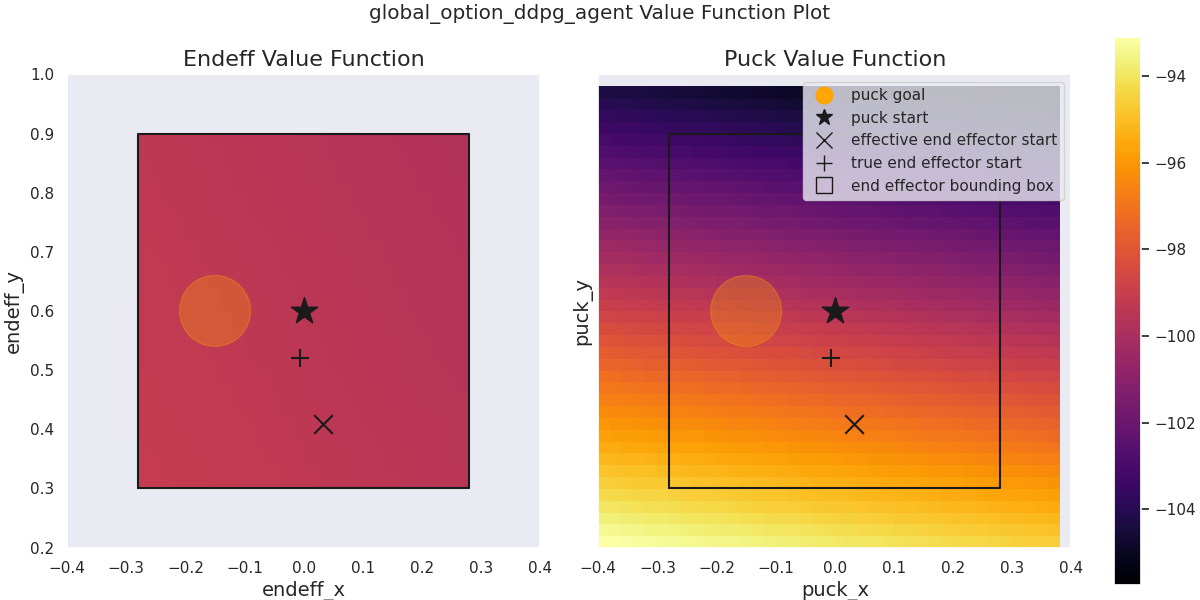 global_option_ddpg_agent Value Function Plot
Endeff Value Function
1.0
0.9
0.8
0.7
0.6
0.5
0.4
0.3
0.2
endeff_y
−0.4 −0.3 −0.2 −0.1 0.0 0.1 0.2 0.3 0.4
endeff_x
Puck Value Function
puck goal
puck start
effective end effector start
true end effector start
end effector bounding box
puck_y
−0.4 −0.3 −0.2 −0.1 0.0 0.1 0.2 0.3 0.4
puck_x
−94
−96
−98
−100
−102
−104